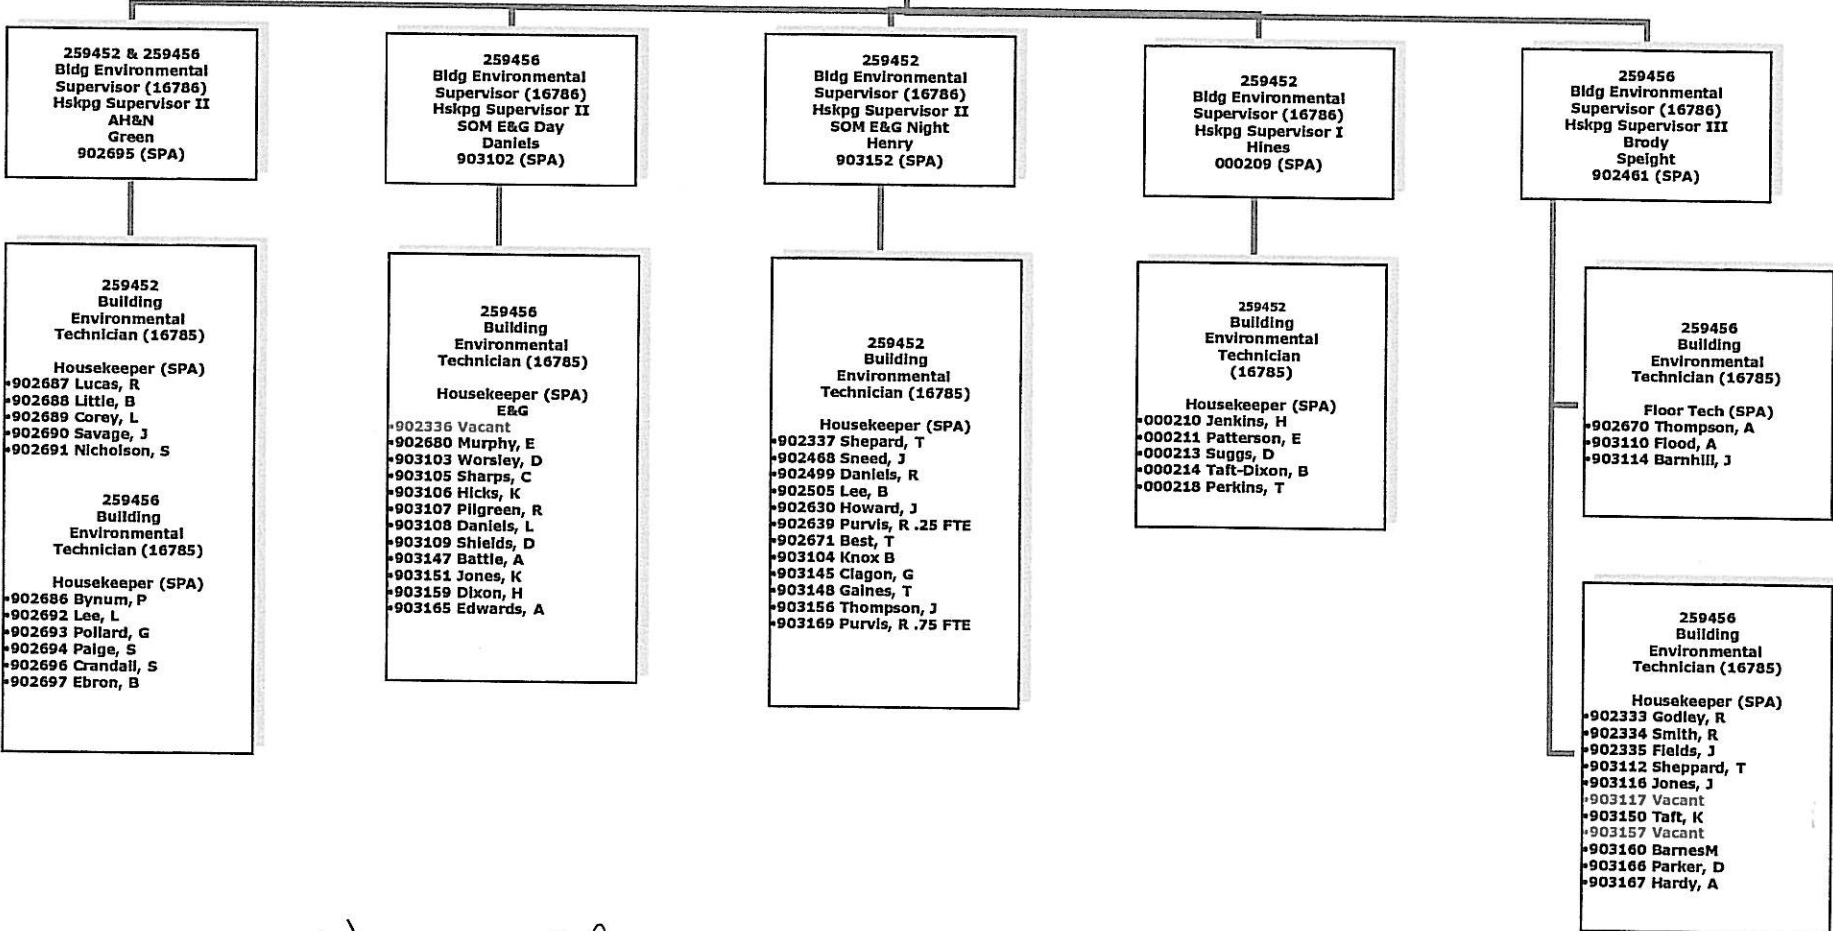 259452 & 259456
Bldg Environmental
Supervisor (16786)
Hskpg Supervisor II
AH&N
Green
902695 (SPA)
259456
Bldg Environmental
Supervisor (16786)
Hskpg Supervisor II
SOM E&G Day
Daniels
903102 (SPA)
259452
Bldg Environmental
Supervisor (16786)
Hskpg Supervisor II
SOM E&G Night
Henry
903152 (SPA)
259452
Bldg Environmental
Supervisor (16786)
Hskpg Supervisor I
Hines
000209 (SPA)
259456
Bldg Environmental
Supervisor (16786)
Hskpg Supervisor III
Brody
Speight
902461 (SPA)
259452
Building
Environmental
Technician (16785)
Housekeeper (SPA)
•902687 Lucas, R
•902688 Little, B
•902689 Corey, L
•902690 Savage, J
•902691 Nicholson, S
259456
Building
Environmental
Technician (16785)
Housekeeper (SPA)
•902686 Bynum, P
•902692 Lee, L
•902693 Pollard, G
•902694 Paige, S
•902696 Crandall, S
•902697 Ebron, B
259456
Building
Environmental
Technician (16785)
Housekeeper (SPA)
E&G
•902336 Vacant
•902680 Murphy, E
•903103 Worsley, D
•903105 Sharps, C
•903106 Hicks, K
•903107 Pilgreen, R
•903108 Daniels, L
•903109 Shields, D
•903147 Battle, A
•903151 Jones, K
•903159 Dixon, H
•903165 Edwards, A
259452
Building
Environmental
Technician (16785)
Housekeeper (SPA)
•902337 Shepard, T
•902468 Sneed, J
•902499 Daniels, R
•902505 Lee, B
•902630 Howard, J
•902639 Purvis, R .25 FTE
•902671 Best, T
•903104 Knox B
•903145 Clagon, G
•903148 Gaines, T
•903156 Thompson, J
•903169 Purvis, R .75 FTE
259452
Building
Environmental
Technician
(16785)
Housekeeper (SPA)
•000210 Jenkins, H
•000211 Patterson, E
•000213 Suggs, D
•000214 Taft-Dixon, B
•000218 Perkins, T
259456
Building
Environmental
Technician (16785)
Floor Tech (SPA)
•902670 Thompson, A
•903110 Flood, A
•903114 Barnhill, J
259456
Building
Environmental
Technician (16785)
Housekeeper (SPA)
•902333 Godley, R
•902334 Smith, R
•902335 Fields, J
•903112 Sheppard, T
•903116 Jones, J
•903117 Vacant
•903150 Taft, K
•903157 Vacant
•903160 BarnesM
•903166 Parker, D
•903167 Hardy, A